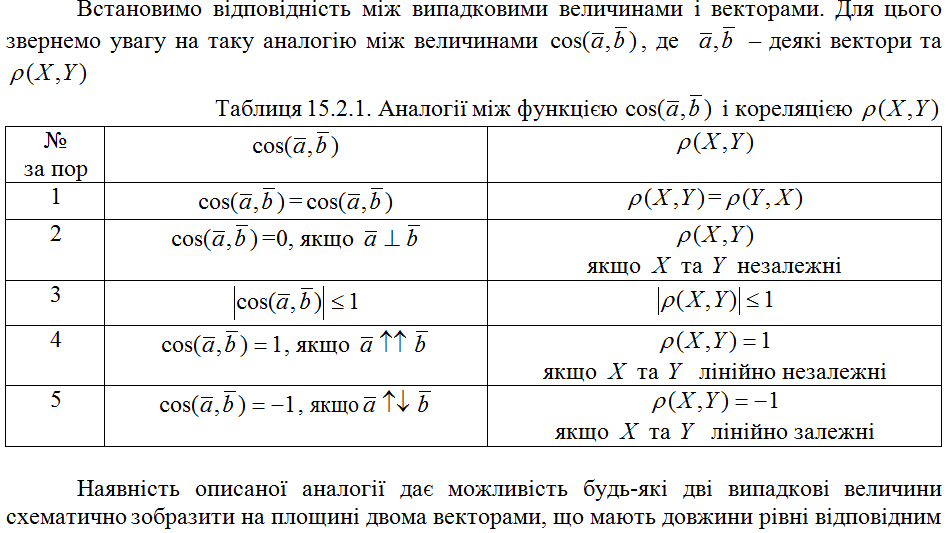 Встановимо відповідність між випадковими величинами і векторами. Для цього
звернемо увагу на таку аналогію між величинами cos(a̅,b̅), де a̅,b̅ – деякі вектори та
ρ(X,Y)
Таблиця 15.2.1. Аналогії між функцією cos(a̅,b̅) і кореляцією ρ(X,Y)
№
за пор
cos(a̅,b̅)
ρ(X,Y)
1
cos(a̅,b̅)=cos(a̅,b̅)
ρ(X,Y)=ρ(Y,X)
2
cos(a̅,b̅)=0, якщо a̅ ⊥ b̅
ρ(X,Y)
якщо X та Y незалежні
3
|cos(a̅,b̅)| ≤ 1
|ρ(X,Y)| ≤ 1
4
cos(a̅,b̅) = 1, якщо a̅ ↑↑ b̅
ρ(X,Y) = 1
якщо X та Y лінійно незалежні
5
cos(a̅,b̅) = −1, якщо a̅ ↑↓ b̅
ρ(X,Y) = −1
якщо X та Y лінійно залежні
Наявність описаної аналогії дає можливість будь-які дві випадкові величини
схематично зобразити на площині двома векторами, що мають довжини рівні відповідним